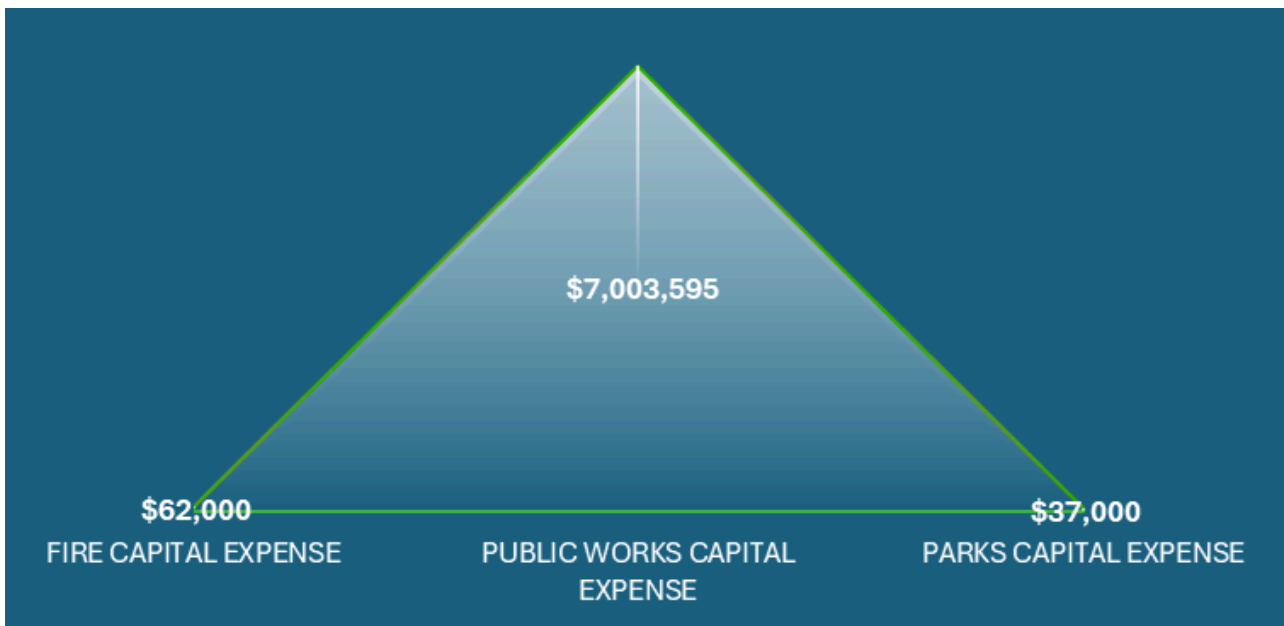 $7,003,595
$62,000
$37,000
FIRE CAPITAL EXPENSE
PUBLIC WORKS CAPITAL
EXPENSE
PARKS CAPITAL EXPENSE